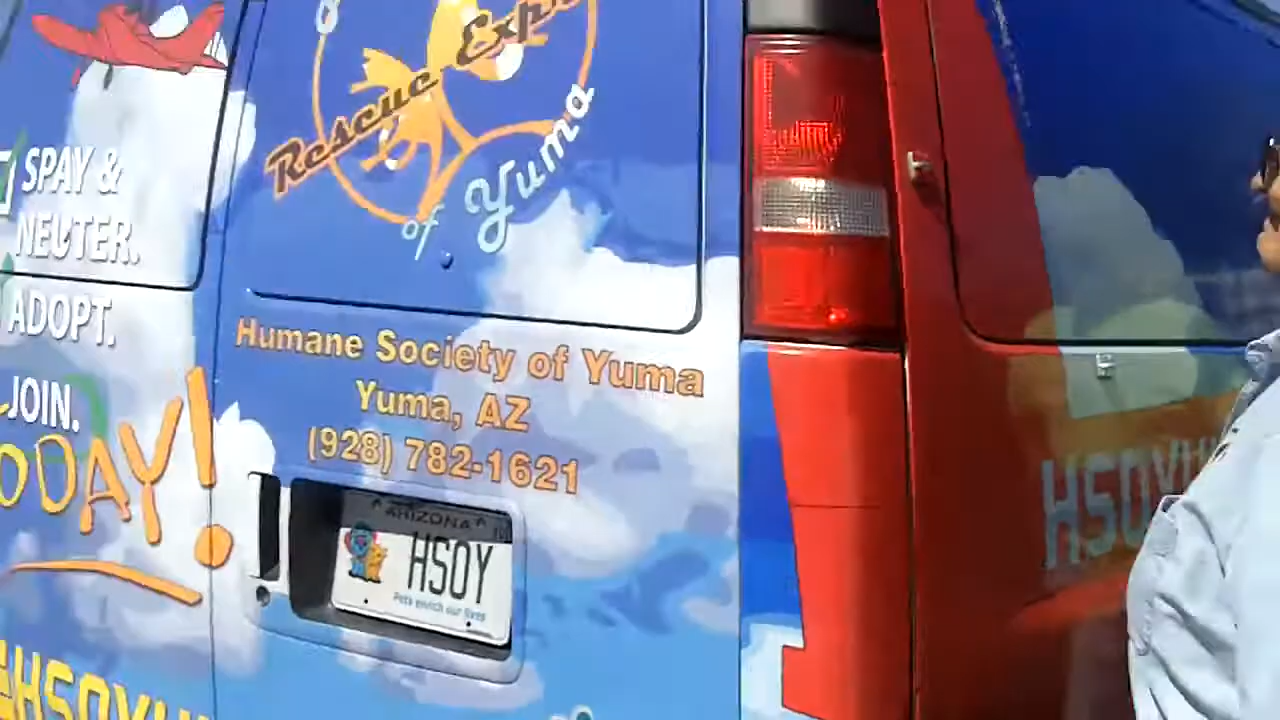 Rescue
of Yuma
SPAY &
NEUTER.
ADOPT.
JOIN.
Humane Society of Yuma
Yuma, AZ
(928) 782-1621
ARIZONA
HSOY
Pets enrich our lives